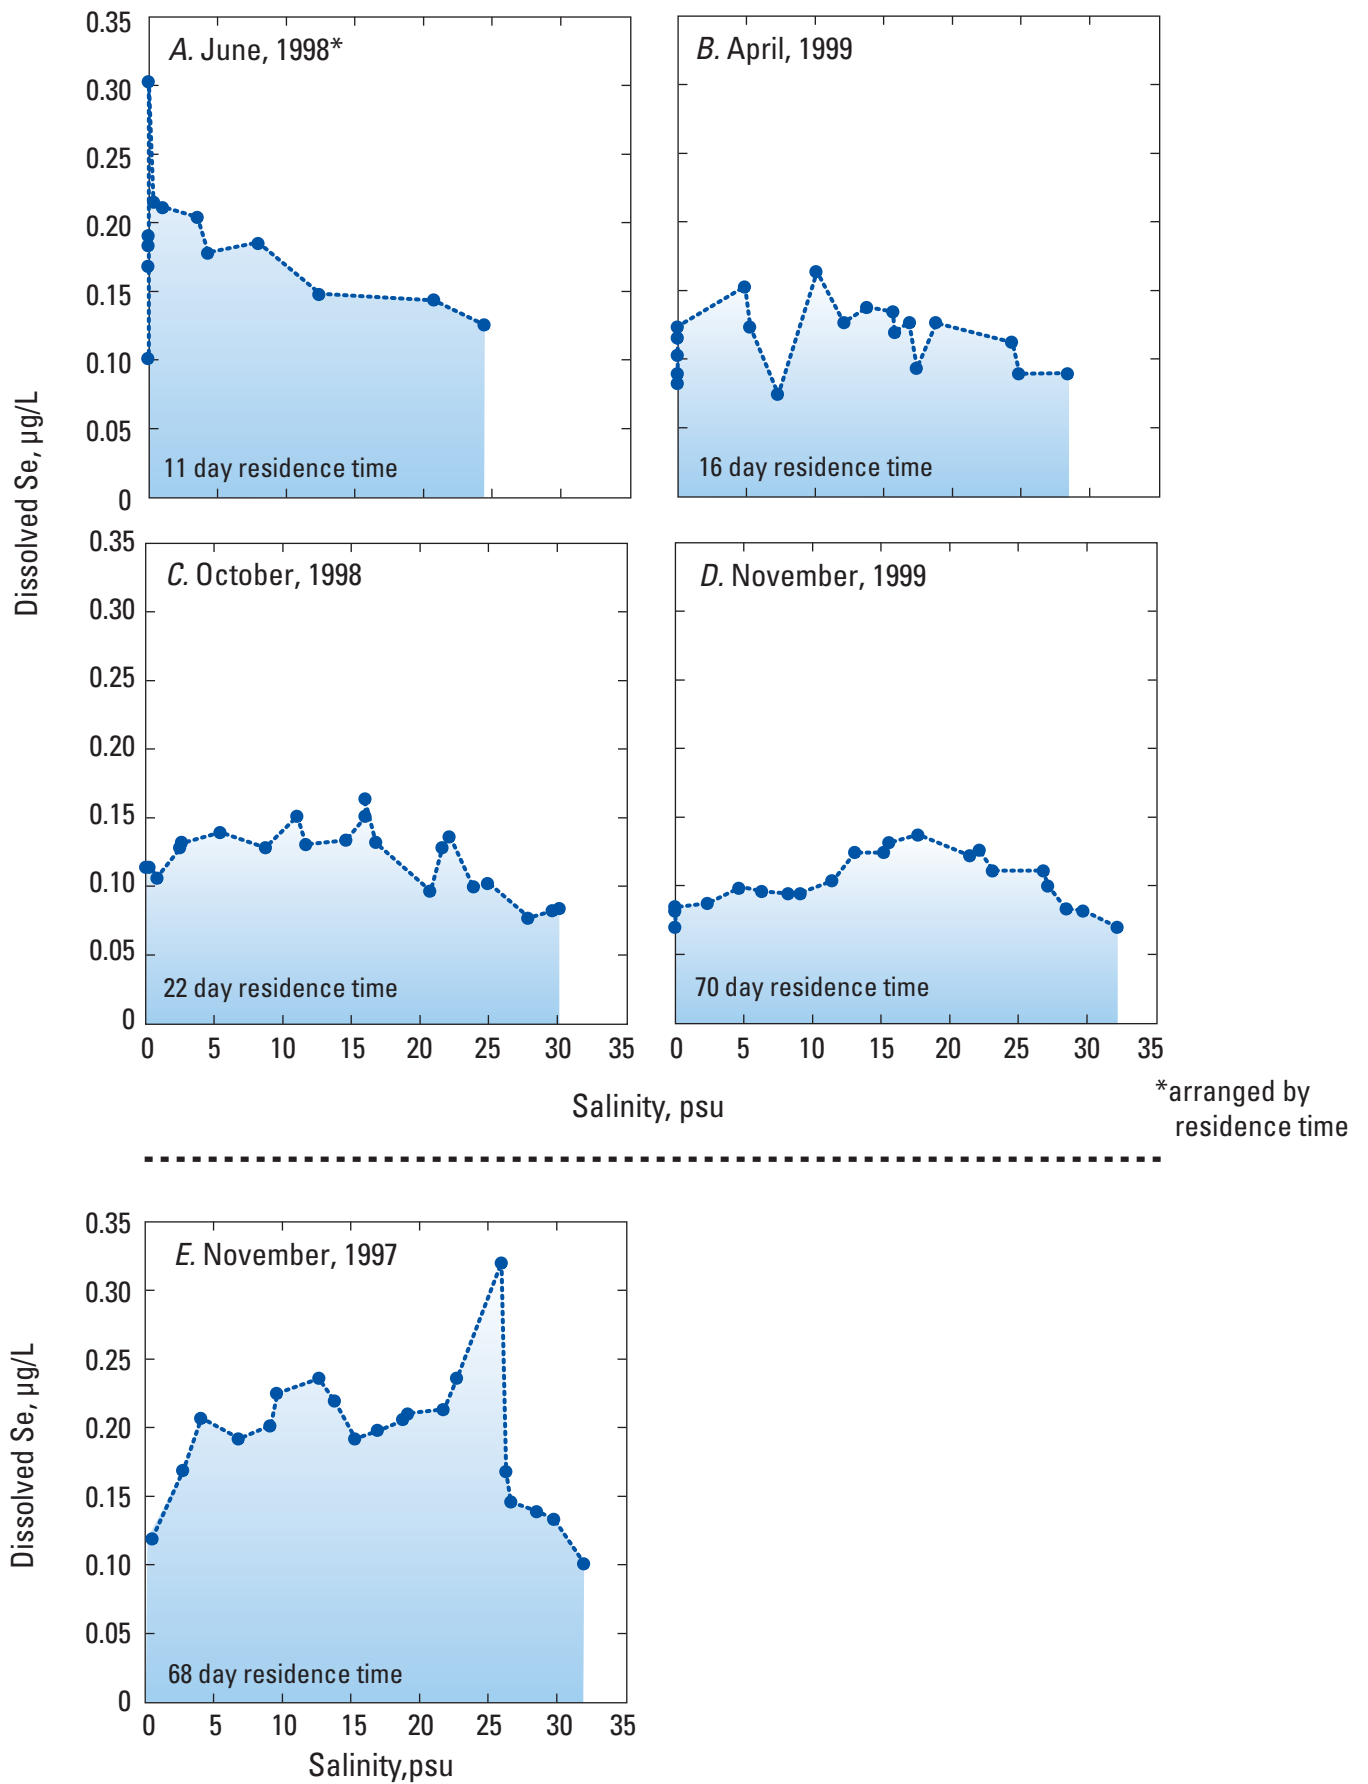 A. June, 1998*
0.35
0.30
0.25
0.20
0.15
0.10
0.05
0
11 day residence time
B. April, 1999
16 day residence time
Dissolved Se, µg/L
C. October, 1998
0.35
0.30
0.25
0.20
0.15
0.10
0.05
0
22 day residence time
0 5 10 15 20 25 30 35
D. November, 1999
70 day residence time
0 5 10 15 20 25 30 35
Salinity, psu
*arranged by
residence time
E. November, 1997
0.35
0.30
0.25
0.20
0.15
0.10
0.05
0
Dissolved Se, µg/L
68 day residence time
0 5 10 15 20 25 30 35
Salinity,psu